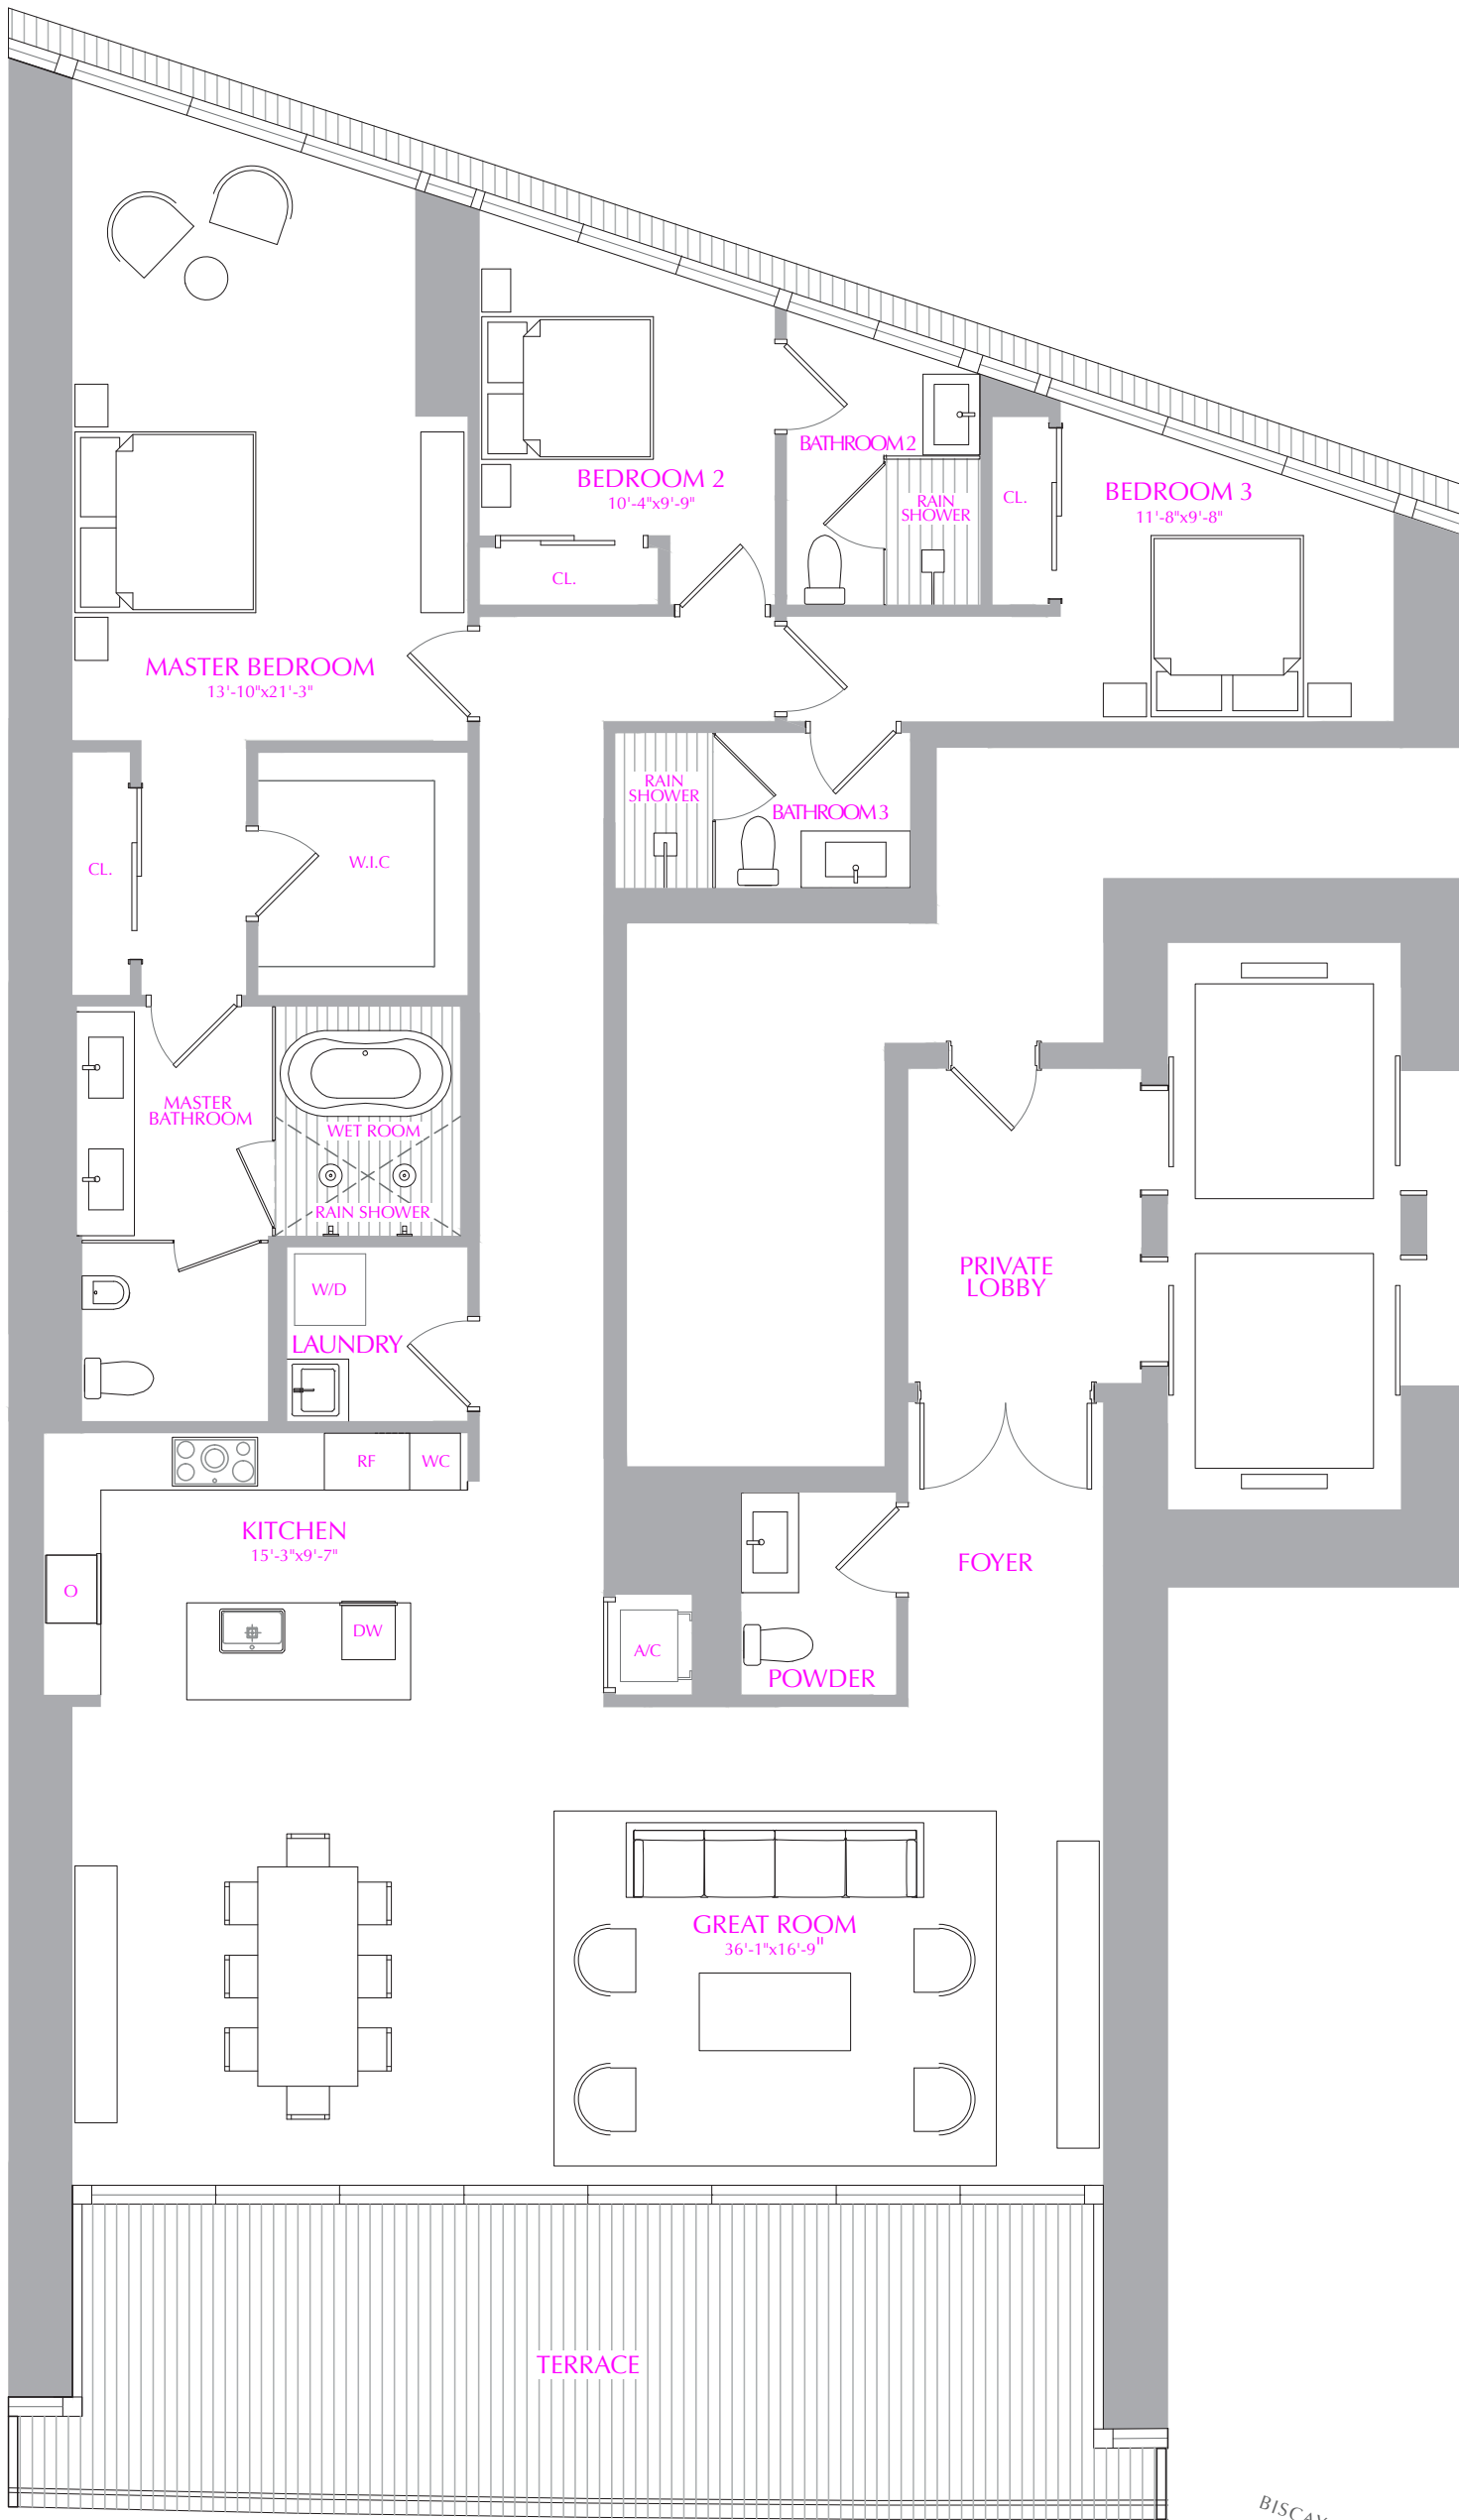 BATHROOM 2
BEDROOM 2
10'-4"x9'-9"
RAIN
SHOWER
CL.
BEDROOM 3
11'-8"x9'-8"
CL.
MASTER BEDROOM
13'-10"x21'-3"
RAIN
SHOWER
BATHROOM 3
CL.
W.I.C
MASTER
BATHROOM
WET ROOM
RAIN SHOWER
PRIVATE
LOBBY
W/D
LAUNDRY
RF
WC
KITCHEN
15'-3"x9'-7"
FOYER
O
DW
A/C
POWDER
GREAT ROOM
36'-1"x16'-9"
TERRACE